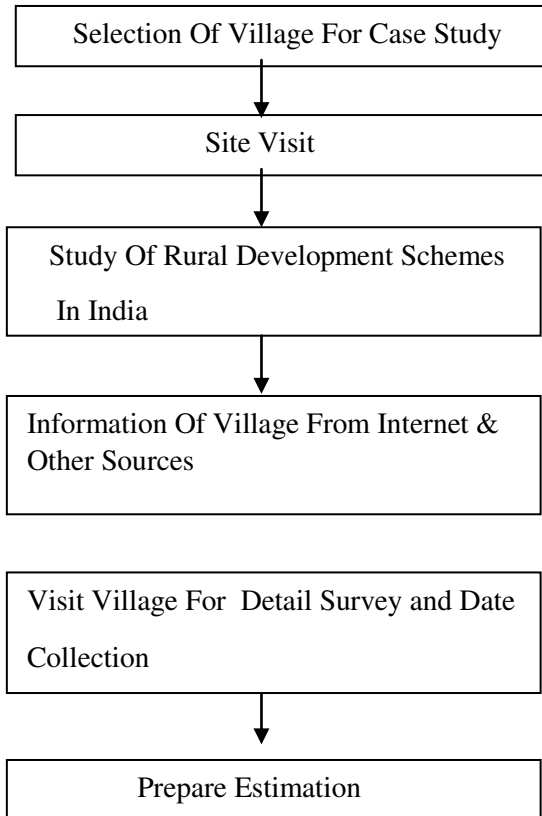 Selection Of Village For Case Study
Site Visit
Study Of Rural Development Schemes
In India
Information Of Village From Internet &
Other Sources
Visit Village For Detail Survey and Date
Collection
Prepare Estimation